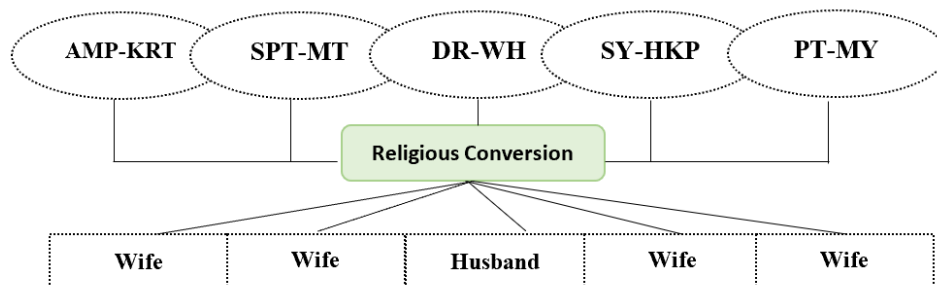 AMP-KRT
SPT-MT
DR-WH
SY-HKP
PT-MY
Religious Conversion
Wife
Wife
Husband
Wife
Wife